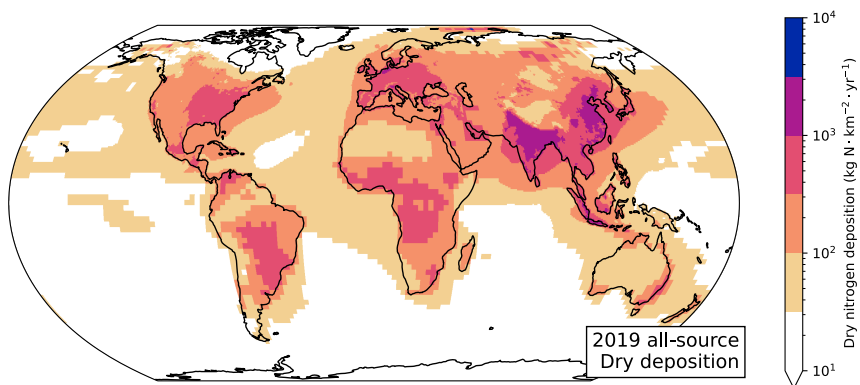 10⁴
10³
10²
10¹
Dry nitrogen deposition (kg N · km⁻² · yr⁻¹)
2019 all-source
Dry deposition